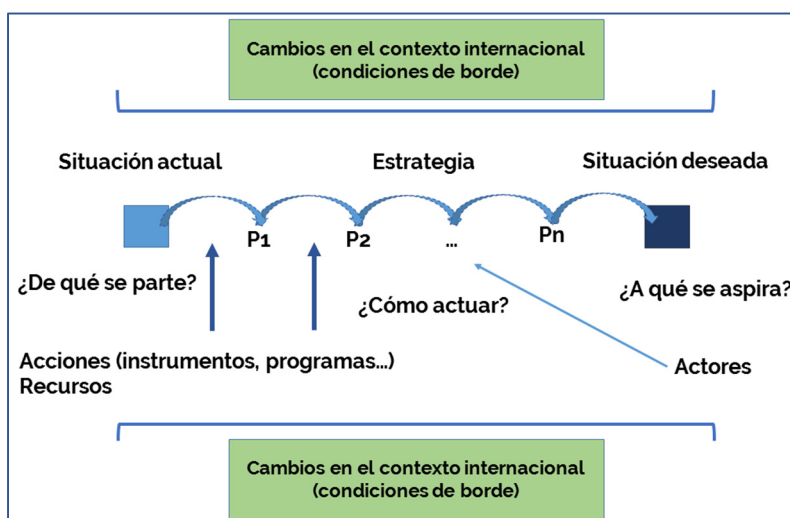 Cambios en el contexto internacional
(condiciones de borde)
Situación actual
Estrategia
Situación deseada
P1
P2
...
Pn
¿De qué se parte?
¿Cómo actuar?
¿A qué se aspira?
Acciones (instrumentos, programas...)
Recursos
Actores
Cambios en el contexto internacional
(condiciones de borde)